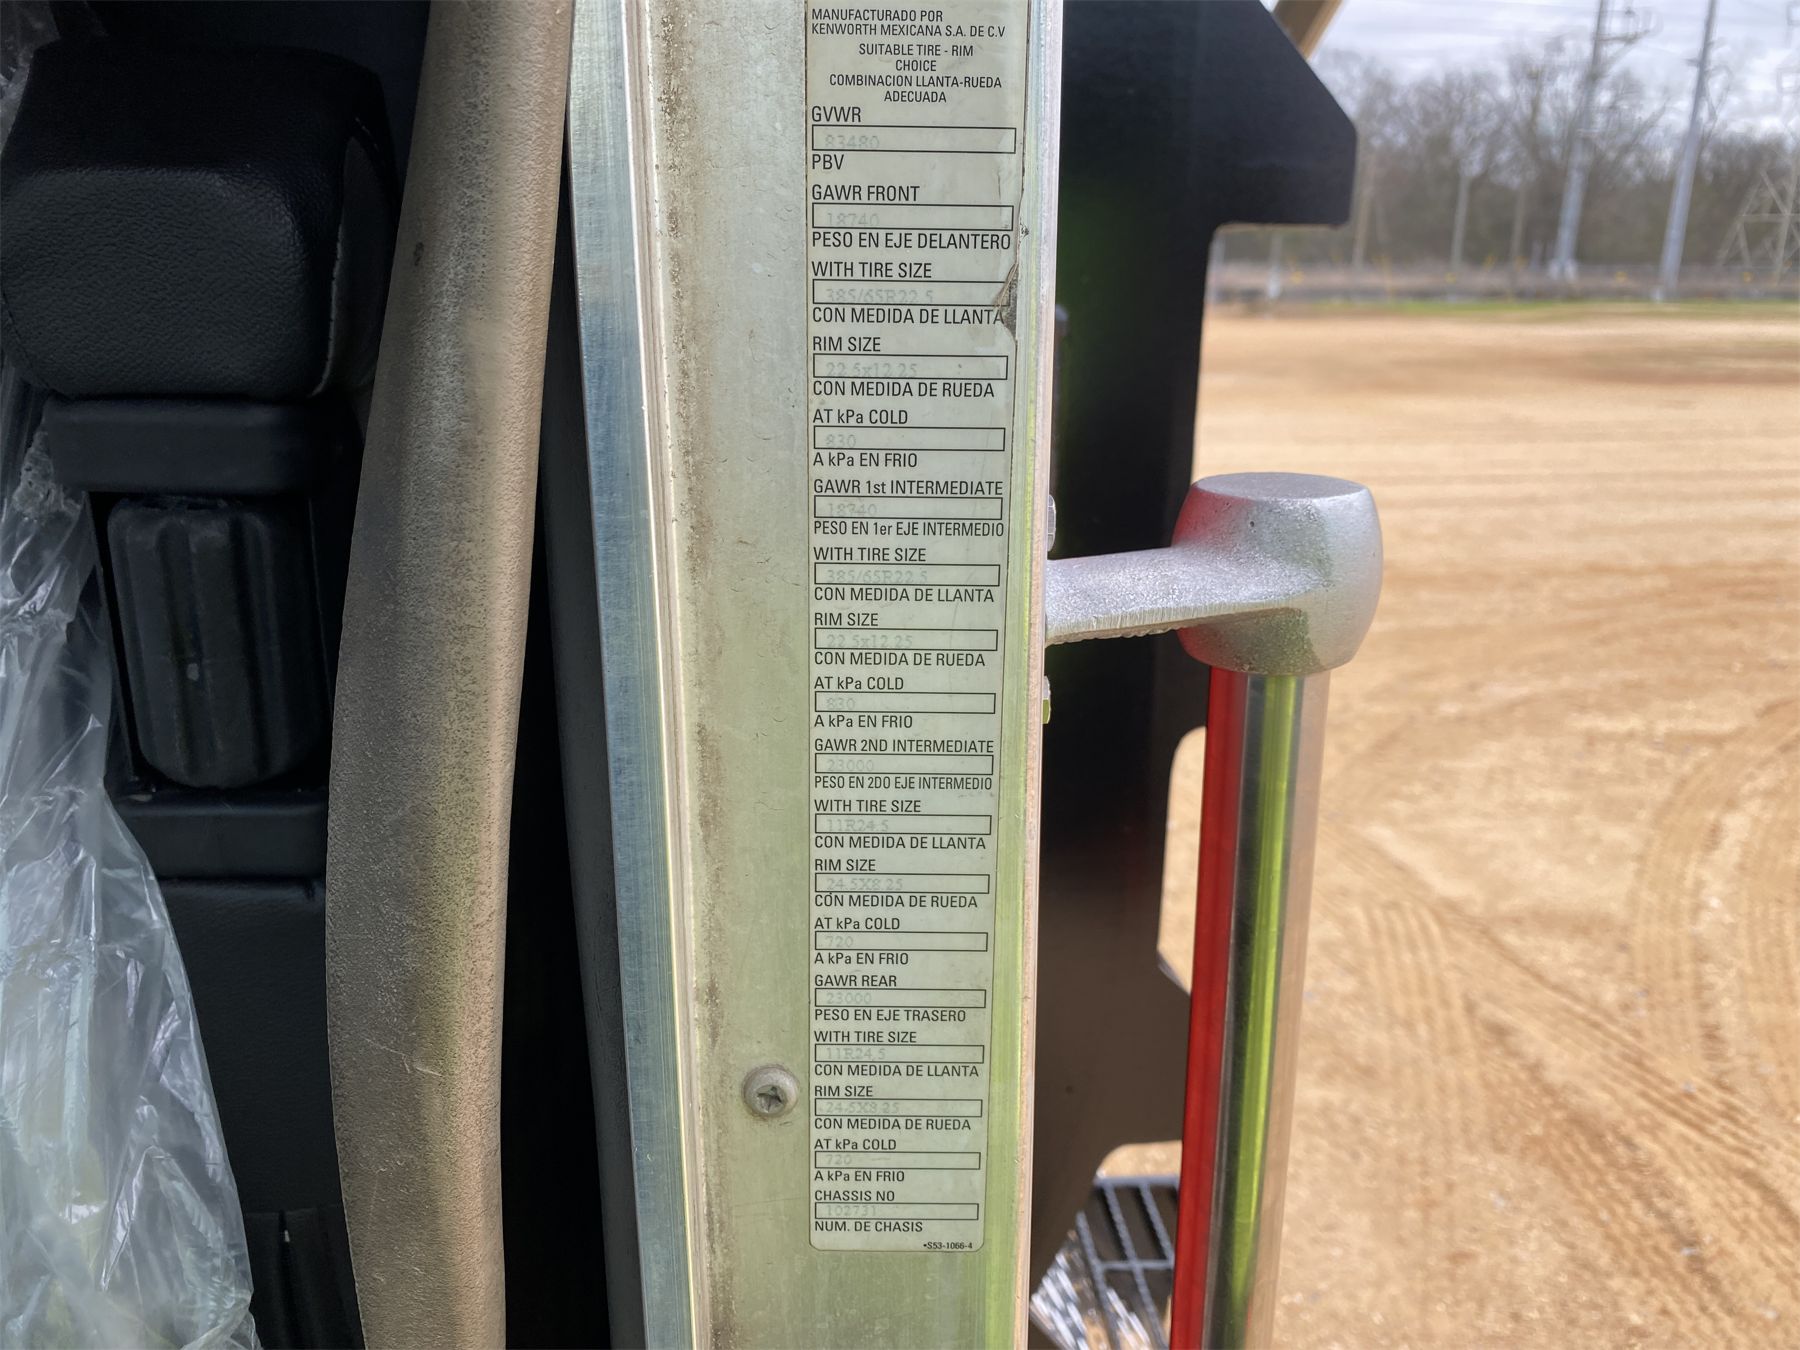 MANUFACTURADO POR
KENWORTH MEXICANA S.A. DE C.V
SUITABLE TIRE - RIM
CHOICE
COMBINACION LLANTA-RUEDA
ADECUADA
GVWR
83480
PBV
GAWR FRONT
18740
PESO EN EJE DELANTERO
WITH TIRE SIZE
385/65R22.5
CON MEDIDA DE LLANTA
RIM SIZE
22.5x12.25
CON MEDIDA DE RUEDA
AT kPa COLD
830
A kPa EN FRIO
GAWR 1st INTERMEDIATE
18740
PESO EN 1er EJE INTERMEDIO
WITH TIRE SIZE
385/65R22.5
CON MEDIDA DE LLANTA
RIM SIZE
22.5x12.25
CON MEDIDA DE RUEDA
AT kPa COLD
830
A kPa EN FRIO
GAWR 2ND INTERMEDIATE
23000
PESO EN 2DO EJE INTERMEDIO
WITH TIRE SIZE
11R24.5
CON MEDIDA DE LLANTA
RIM SIZE
24.5X8.25
CON MEDIDA DE RUEDA
AT kPa COLD
720
A kPa EN FRIO
GAWR REAR
23000
PESO EN EJE TRASERO
WITH TIRE SIZE
11R24.5
CON MEDIDA DE LLANTA
RIM SIZE
24.5X8.25
CON MEDIDA DE RUEDA
AT kPa COLD
720
A kPa EN FRIO
CHASSIS NO
102731
NUM. DE CHASIS
•S53-1066-4